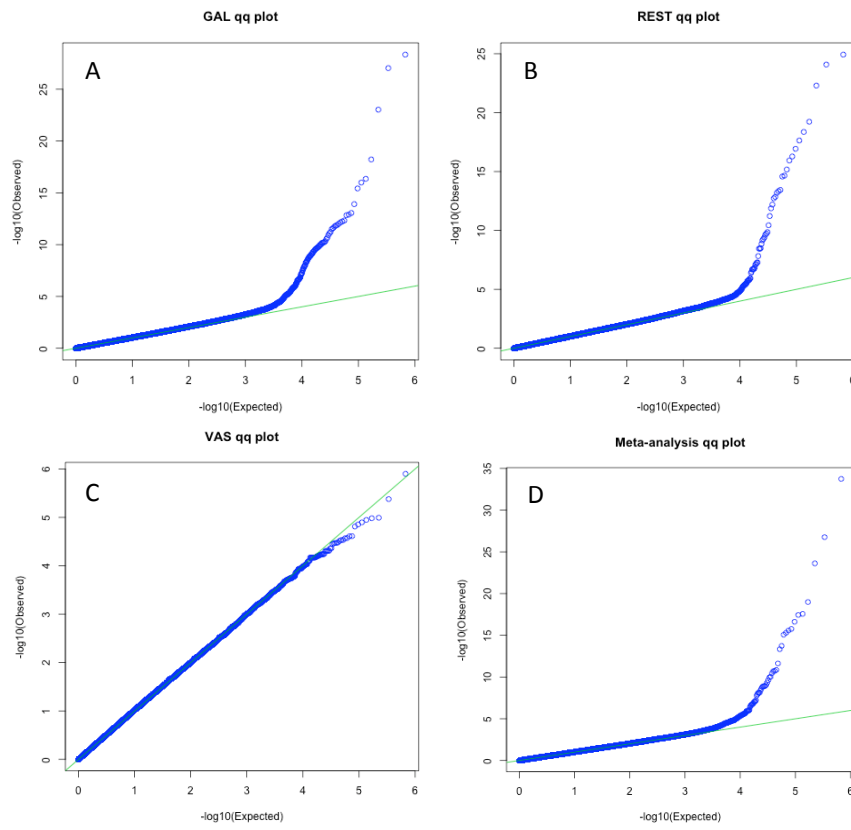 GAL qq plot
A
25
20
15
10
5
0
-log10(Observed)
0 1 2 3 4 5 6
-log10(Expected)
REST qq plot
B
25
20
15
10
5
0
-log10(Observed)
0 1 2 3 4 5 6
-log10(Expected)
VAS qq plot
C
6
5
4
3
2
1
0
-log10(Observed)
0 1 2 3 4 5 6
-log10(Expected)
Meta-analysis qq plot
D
35
30
25
20
15
10
5
0
-log10(Observed)
0 1 2 3 4 5 6
-log10(Expected)